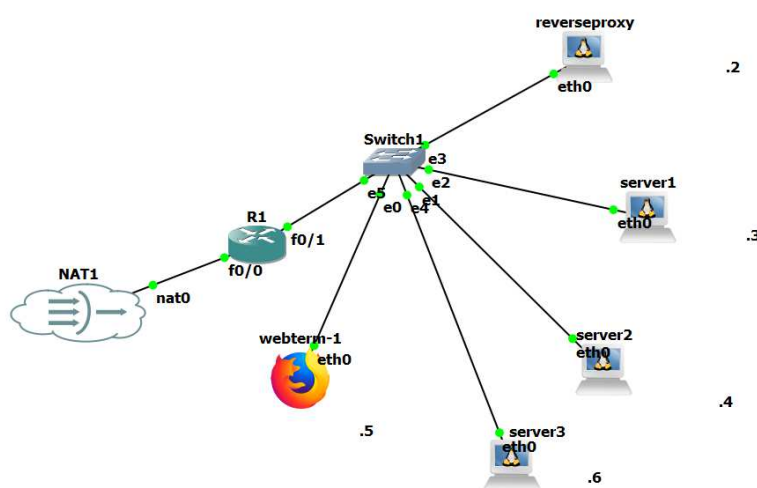 reverseproxy
.2
eth0
Switch1
e3
e2
e1
e5
e0
e4
server1
eth0
.3
R1
f0/1
f0/0
NAT1
nat0
webterm-1
eth0
server2
eth0
.4
.5
server3
eth0
.6